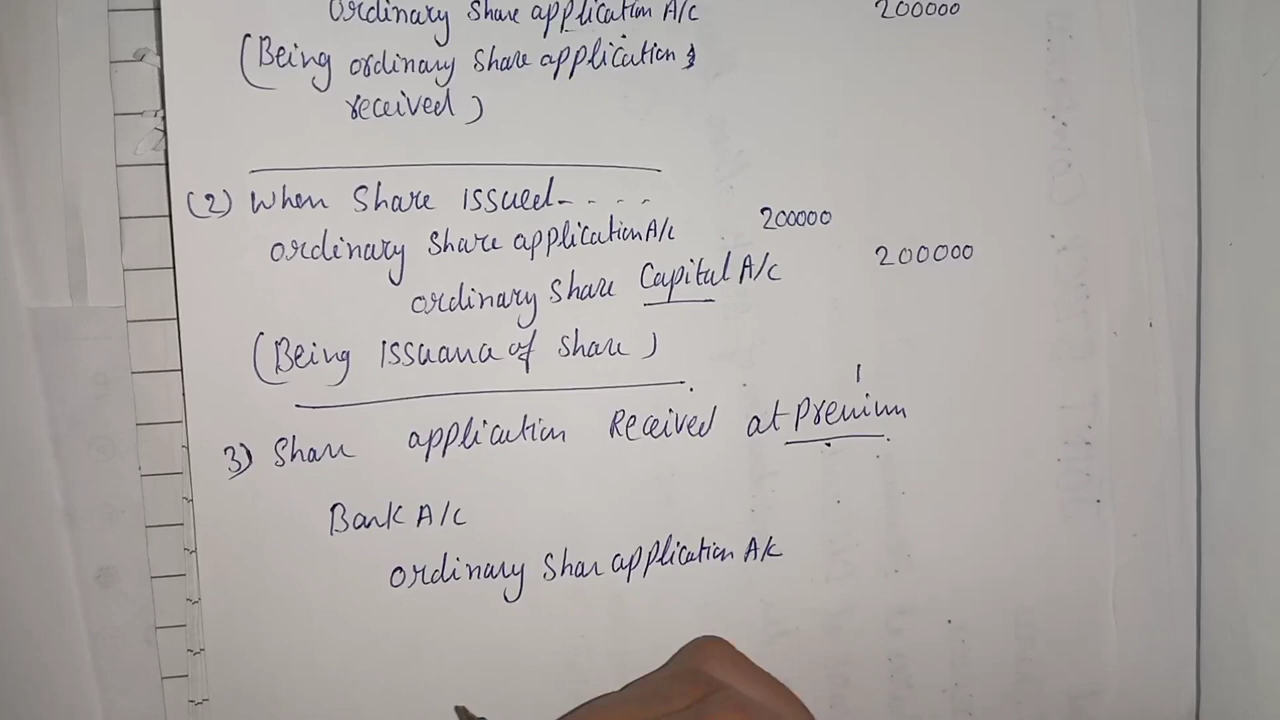 Ordinary Share application A/c 200000
(Being ordinary share application
received)
(2) When Share issued-....
ordinary share application A/c 200000
ordinary share Capital A/c 200000
(Being issuana of share)
3) Share application Received at Premium
Bank A/c
ordinary Shar application A/c